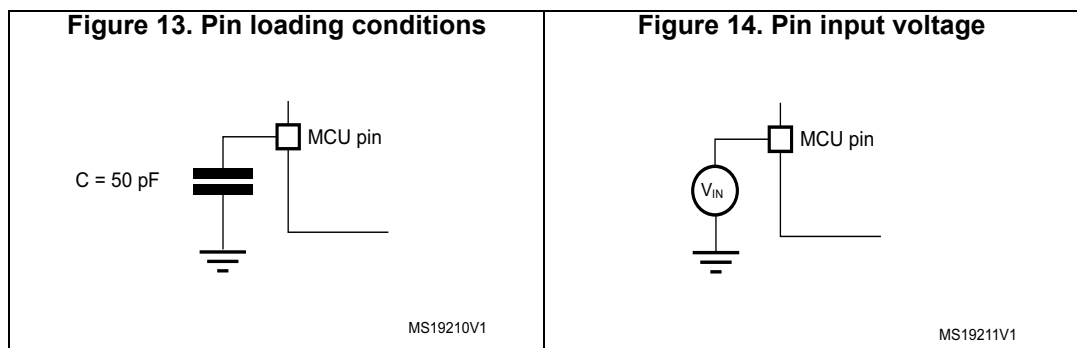 Figure 13. Pin loading conditions
MCU pin
C = 50 pF
MS19210V1
Figure 14. Pin input voltage
MCU pin
VIN
MS19211V1